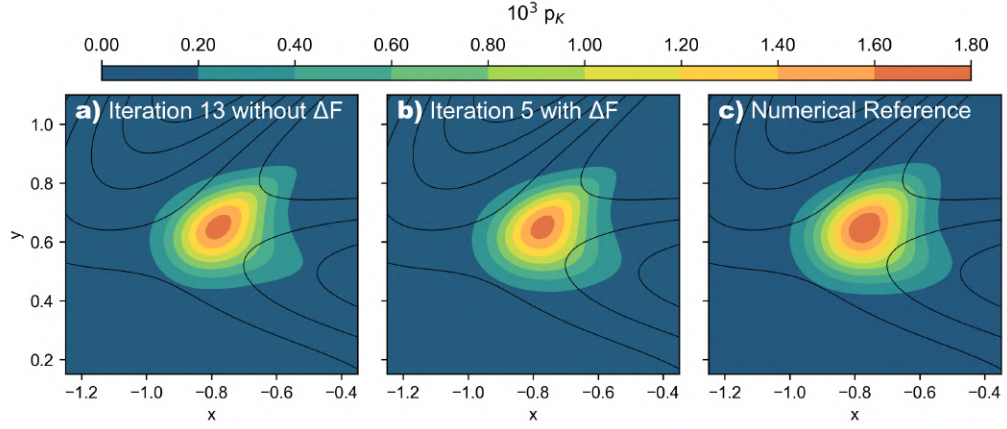 10³ p_K
0.00 0.20 0.40 0.60 0.80 1.00 1.20 1.40 1.60 1.80
a) Iteration 13 without ΔF
b) Iteration 5 with ΔF
c) Numerical Reference
1.0
0.8
0.6
0.4
0.2
y
−1.2 −1.0 −0.8 −0.6 −0.4
−1.2 −1.0 −0.8 −0.6 −0.4
−1.2 −1.0 −0.8 −0.6 −0.4
x
x
x